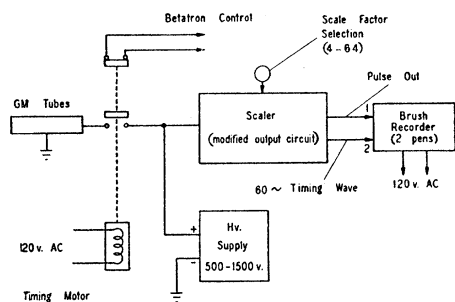 Betatron Control
Scale Factor
Selection
(4-64)
GM Tubes
Pulse Out
Scaler
(modified output circuit)
1
2
Brush
Recorder
(2 pens)
60 ~ Timing Wave
120 v. AC
120 v. AC
+
-
Hv.
Supply
500-1500 v.
Timing Motor